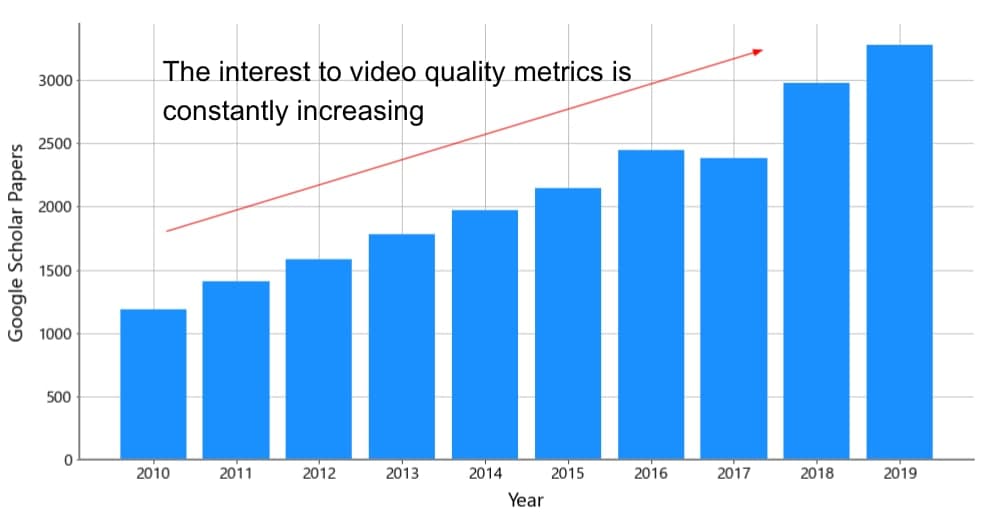 The interest to video quality metrics is
constantly increasing
Google Scholar Papers
3000
2500
2000
1500
1000
500
0
2010 2011 2012 2013 2014 2015 2016 2017 2018 2019
Year